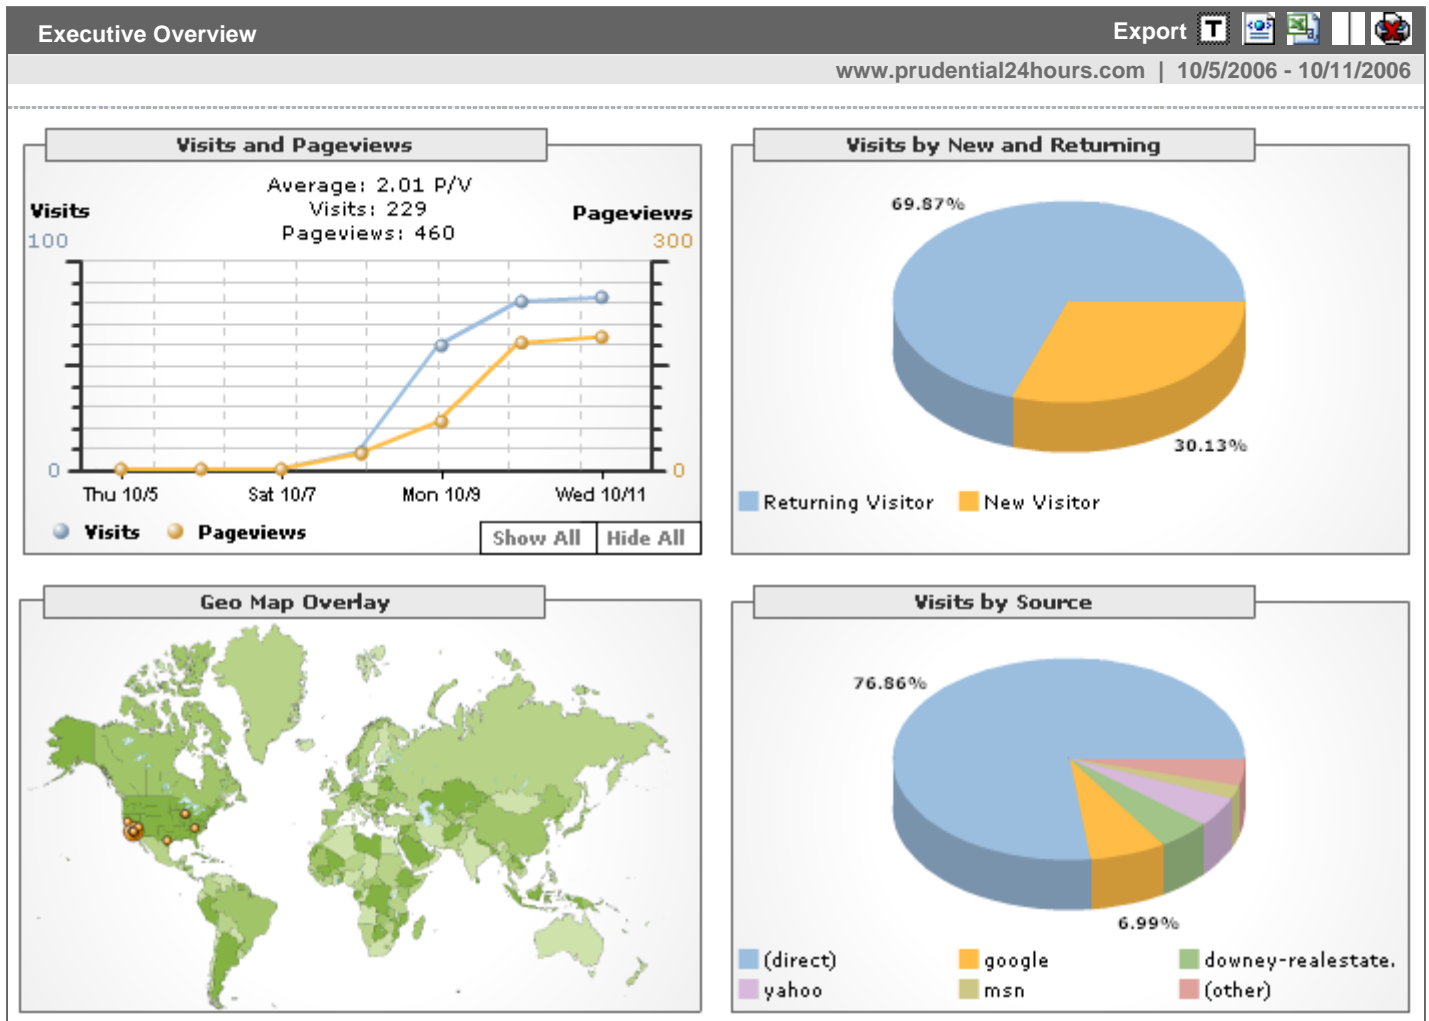 Executive Overview
Export
www.prudential24hours.com | 10/5/2006 - 10/11/2006
Visits and Pageviews
Average: 2.01 P/V
Visits: 229
Pageviews: 460
Visits
100
Pageviews
300
0
0
Thu 10/5
Sat 10/7
Mon 10/9
Wed 10/11
Visits
Pageviews
Show All
Hide All
Visits by New and Returning
69.87%
30.13%
Returning Visitor
New Visitor
Geo Map Overlay
Visits by Source
76.86%
6.99%
(direct)
google
downey-realestate.
yahoo
msn
(other)